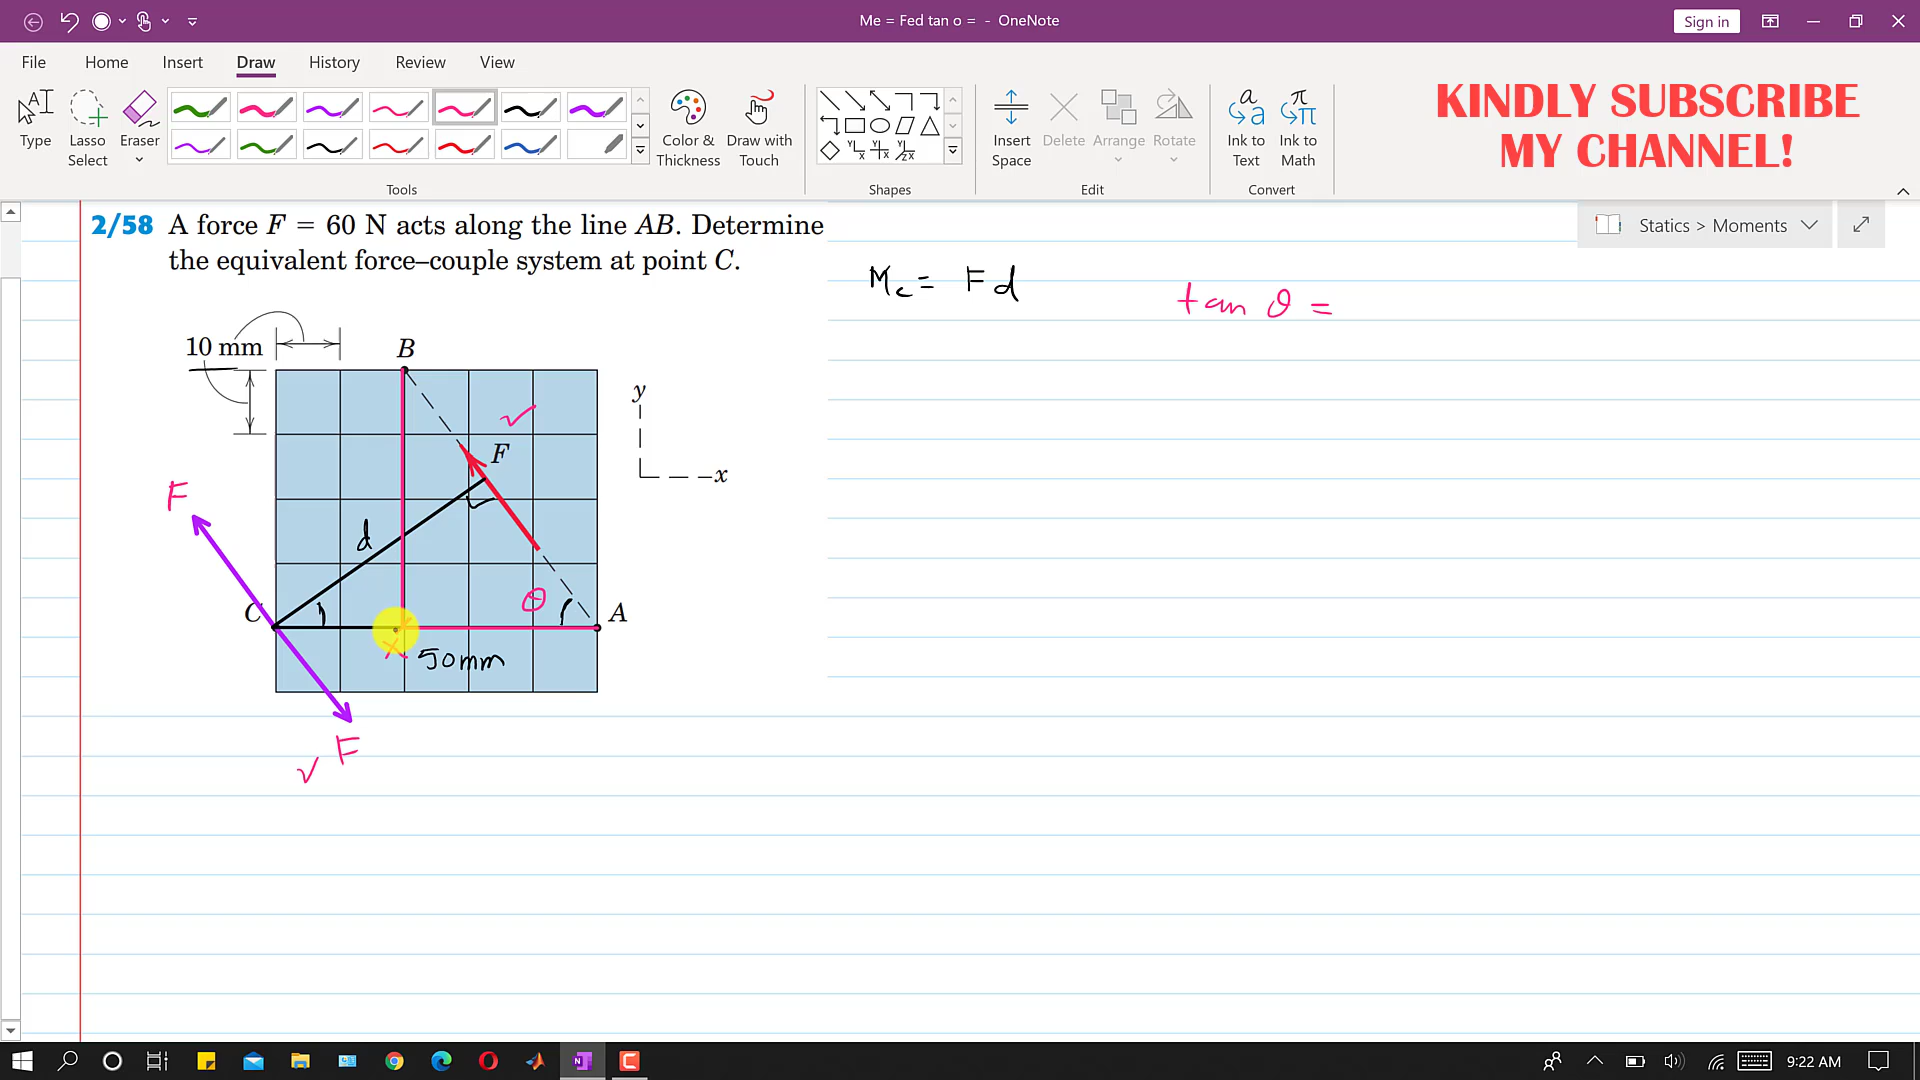 Me = Fed tan o = - OneNote
Sign in
File Home Insert Draw History Review View
KINDLY SUBSCRIBE
MY CHANNEL!
Type
Lasso
Select
Eraser
Color &
Thickness
Draw with
Touch
Insert
Space
Delete
Arrange
Rotate
Ink to
Text
Ink to
Math
Tools
Shapes
Edit
Convert
Statics > Moments
2/58 A force F = 60 N acts along the line AB. Determine
the equivalent force–couple system at point C.
Mc = Fd
tan θ =
10 mm
B
y
x
F
F
d
θ
C
A
50mm
F
9:22 AM